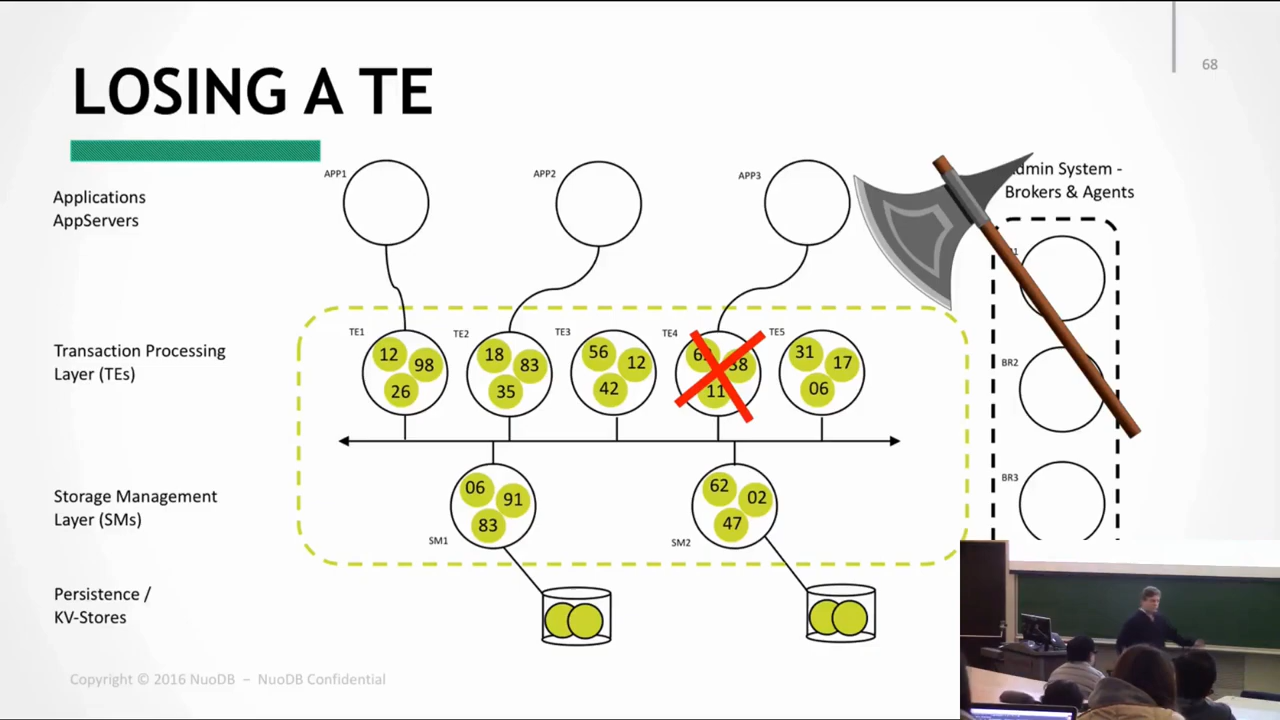 68
LOSING A TE
Applications
AppServers
APP1
APP2
APP3
Admin System -
Brokers & Agents
Transaction Processing
Layer (TEs)
TE1
12
98
26
TE2
18
83
35
TE3
56
12
42
TE4
11
TE5
31
17
06
BR2
BR3
Storage Management
Layer (SMs)
06
91
83
SM1
62
02
47
SM2
Persistence /
KV-Stores
Copyright © 2016 NuoDB – NuoDB Confidential